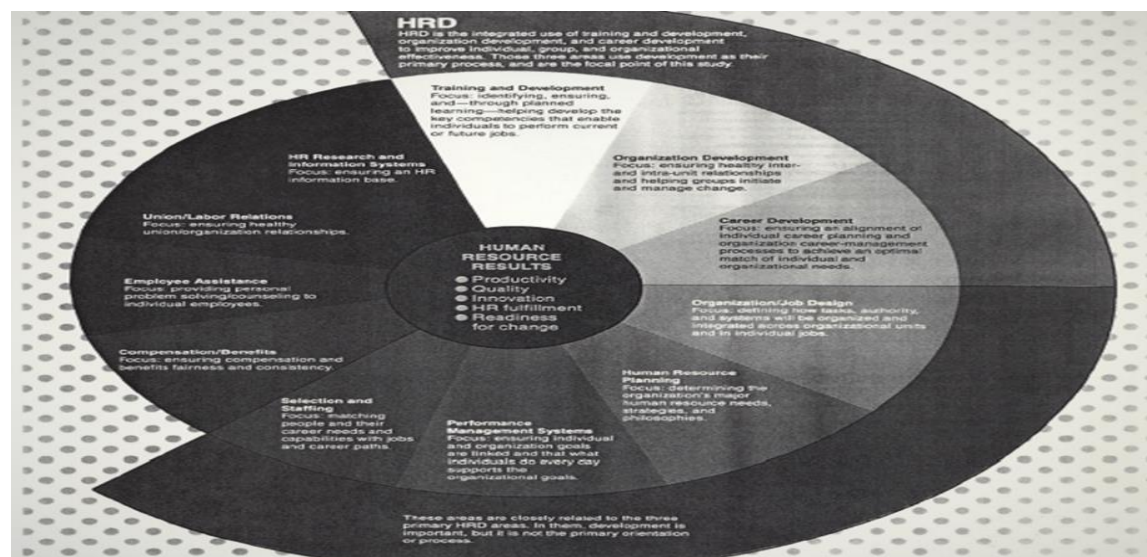 HRD
HRD is the integrated use of training and development,
organization development, and career development
to improve individual, group, and organizational
effectiveness. Those three areas use development as their
primary process, and are the focal point of this study.
Training and Development
Focus: identifying, ensuring,
and—through planned
learning—helping develop the
key competencies that enable
individuals to perform current
or future jobs.
Organization Development
Focus: ensuring healthy inter-
and intra-unit relationships
and helping groups initiate
and manage change.
Career Development
Focus: ensuring an alignment of
individual career planning and
organization career-management
processes to achieve an optimal
match of individual and
organizational needs.
Organization/Job Design
Focus: defining how tasks, authority,
and systems will be organized and
integrated across organizational units
and in individual jobs.
Human Resource
Planning
Focus: determining the
organization's major
human resource needs,
strategies, and
philosophies.
Performance
Management Systems
Focus: ensuring individual
and organization goals
are linked and that what
individuals do every day
supports the
organizational goals.
Selection and
Staffing
Focus: matching
people and their
career needs and
capabilities with jobs
and career paths.
Compensation/Benefits
Focus: ensuring compensation and
benefits fairness and consistency.
Employee Assistance
Focus: providing personal
problem solving/counseling to
individual employees.
Union/Labor Relations
Focus: ensuring healthy
union/organization relationships.
HR Research and
Information Systems
Focus: ensuring an HR
information base.
HUMAN
RESOURCE
RESULTS
Productivity
Quality
Innovation
HR fulfillment
Readiness
for change
These areas are closely related to the three
primary HRD areas. In them, development is
important, but it is not the primary orientation
or process.